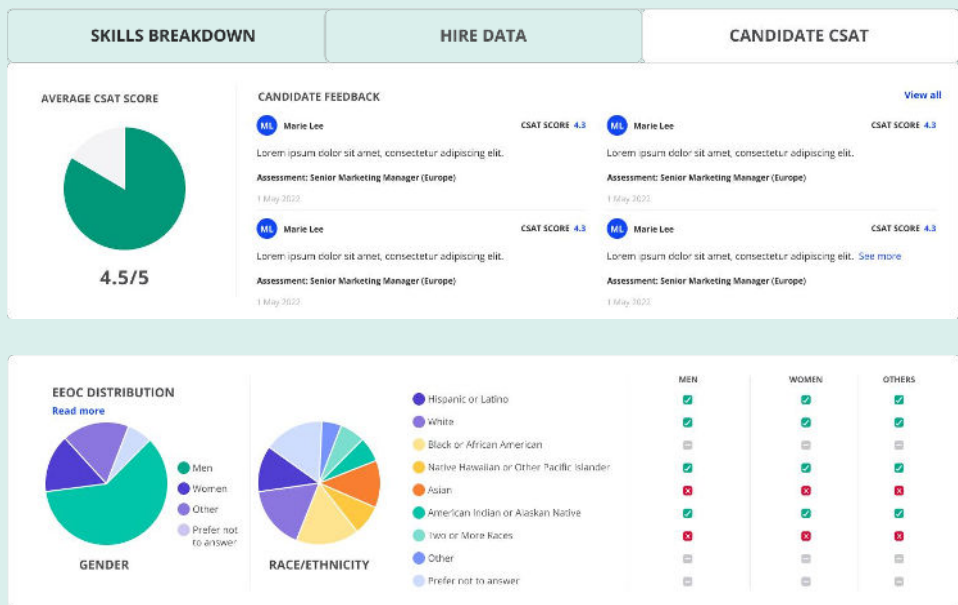 SKILLS BREAKDOWN
HIRE DATA
CANDIDATE CSAT
AVERAGE CSAT SCORE
4.5/5
CANDIDATE FEEDBACK
View all
ML Marie Lee CSAT SCORE 4.3
Lorem ipsum dolor sit amet, consectetur adipiscing elit.
Assessment: Senior Marketing Manager (Europe)
1 May 2022
ML Marie Lee CSAT SCORE 4.3
Lorem ipsum dolor sit amet, consectetur adipiscing elit.
Assessment: Senior Marketing Manager (Europe)
1 May 2022
ML Marie Lee CSAT SCORE 4.3
Lorem ipsum dolor sit amet, consectetur adipiscing elit.
Assessment: Senior Marketing Manager (Europe)
1 May 2022
ML Marie Lee CSAT SCORE 4.3
Lorem ipsum dolor sit amet, consectetur adipiscing elit. See more
Assessment: Senior Marketing Manager (Europe)
1 May 2022
EEOC DISTRIBUTION
Read more
Men
Women
Other
Prefer not
to answer
GENDER
RACE/ETHNICITY
MEN WOMEN OTHERS
Hispanic or Latino
White
Black or African American
Native Hawaiian or Other Pacific Islander
Asian
American Indian or Alaskan Native
Two or More Races
Other
Prefer not to answer